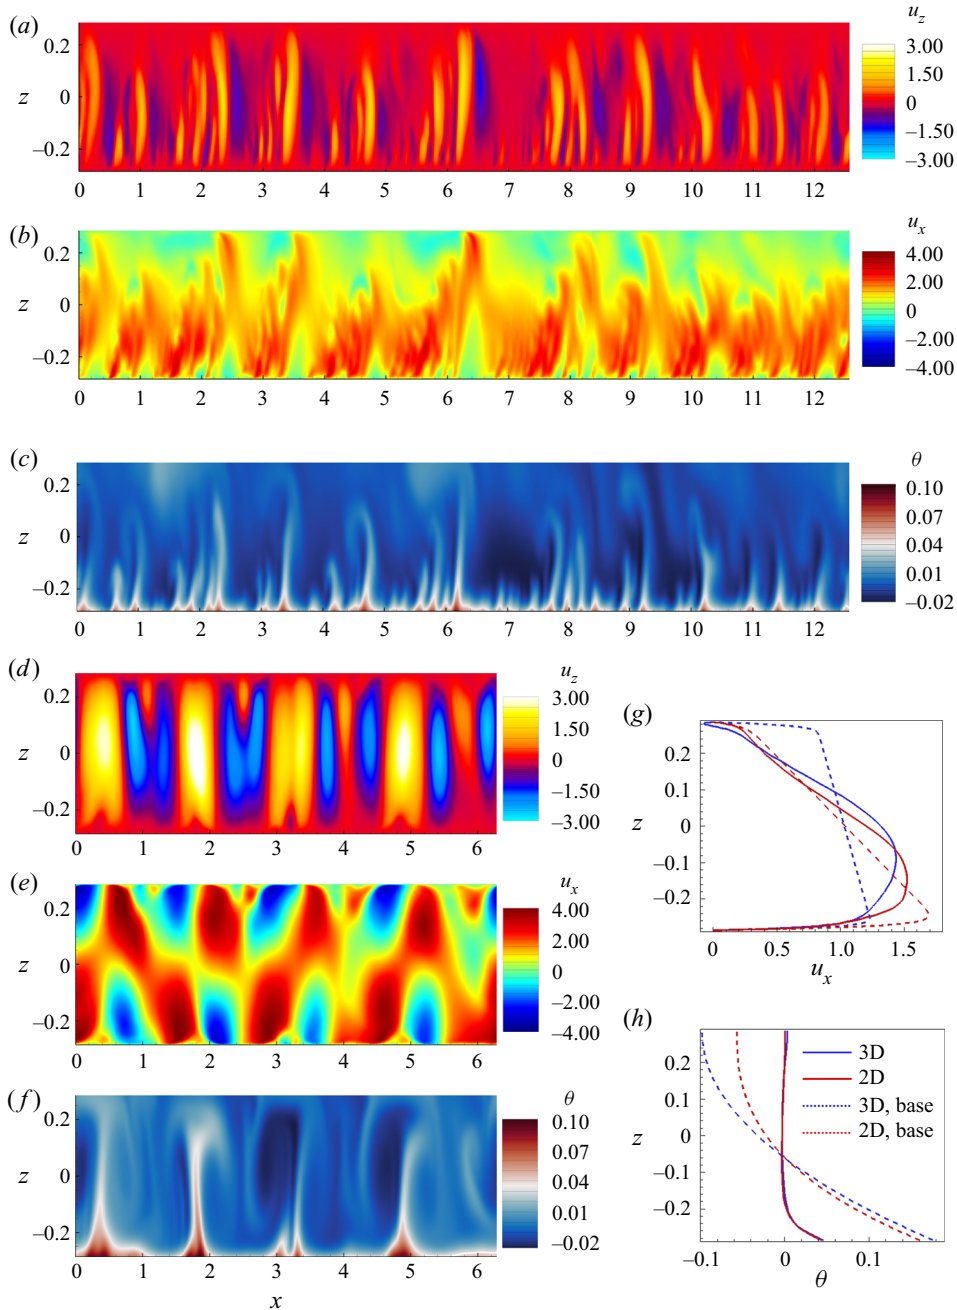 (a)
u_z
0.2
0
–0.2
z
3.00
1.50
0
–1.50
–3.00
0 1 2 3 4 5 6 7 8 9 10 11 12
(b)
u_x
0.2
0
–0.2
z
4.00
2.00
0
–2.00
–4.00
0 1 2 3 4 5 6 7 8 9 10 11 12
(c)
θ
0.2
0
–0.2
z
0.10
0.07
0.04
0.01
–0.02
0 1 2 3 4 5 6 7 8 9 10 11 12
(d)
u_z
0.2
0
–0.2
z
3.00
1.50
0
–1.50
–3.00
0 1 2 3 4 5 6
(e)
u_x
0.2
0
–0.2
z
4.00
2.00
0
–2.00
–4.00
0 1 2 3 4 5 6
(f)
θ
0.2
0
–0.2
z
0.10
0.07
0.04
0.01
–0.02
0 1 2 3 4 5 6
x
(g)
0.2
0.1
0
–0.1
–0.2
z
0 0.5 1.0 1.5
u_x
(h)
3D
2D
3D, base
2D, base
0.2
0.1
0
–0.1
–0.2
z
–0.1 0 0.1
θ